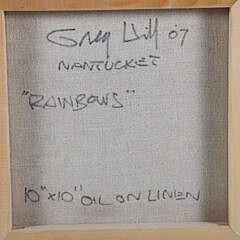 Greg Hill 07
NANTUCKET
"RAINBOWS"
10"x10" OIL ON LINEN